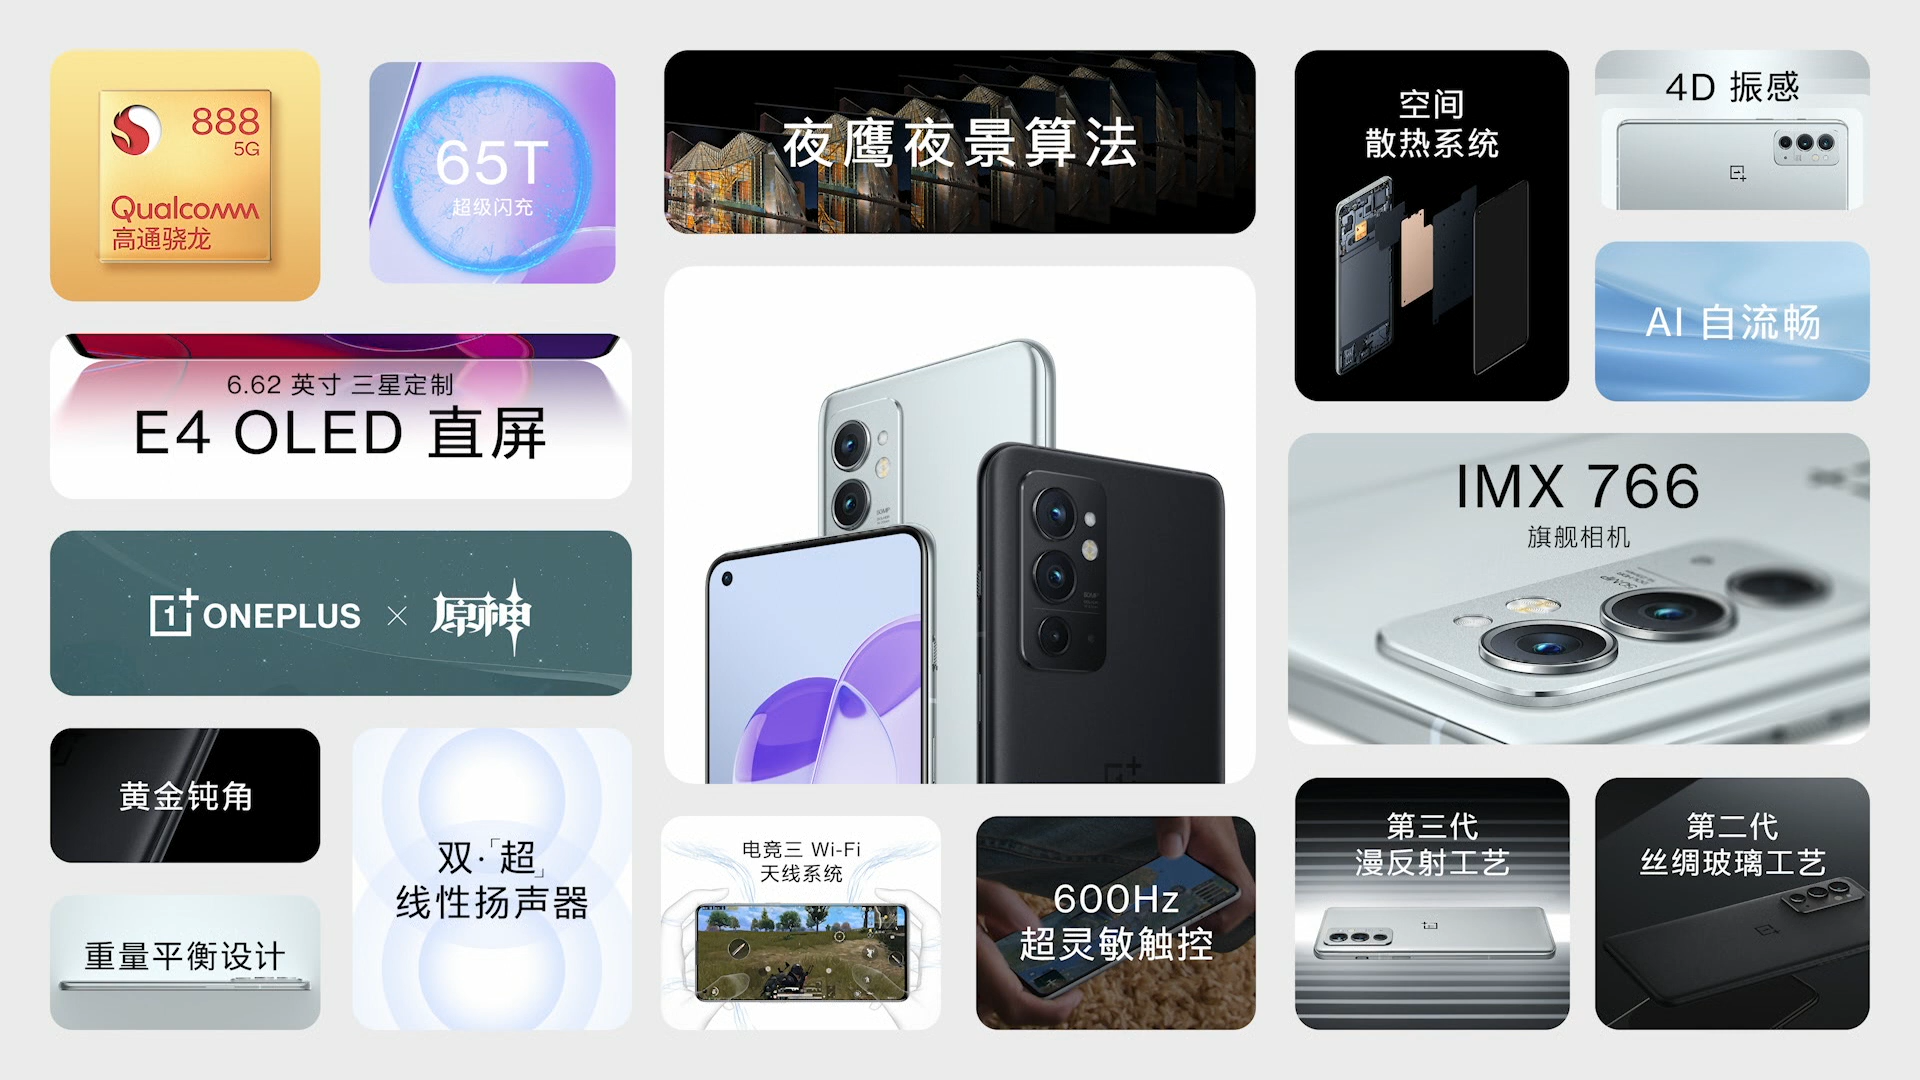 888
5G
Qualcomm
高通骁龙
65T
超级闪充
夜鹰夜景算法
空间
散热系统
4D 振感
AI 自流畅
6.62 英寸 三星定制
E4 OLED 直屏
IMX 766
旗舰相机
50MP
1+ ONEPLUS × 原神
黄金钝角
重量平衡设计
双·「超」
线性扬声器
电竞三 Wi-Fi
天线系统
600Hz
超灵敏触控
第三代
漫反射工艺
第二代
丝绸玻璃工艺